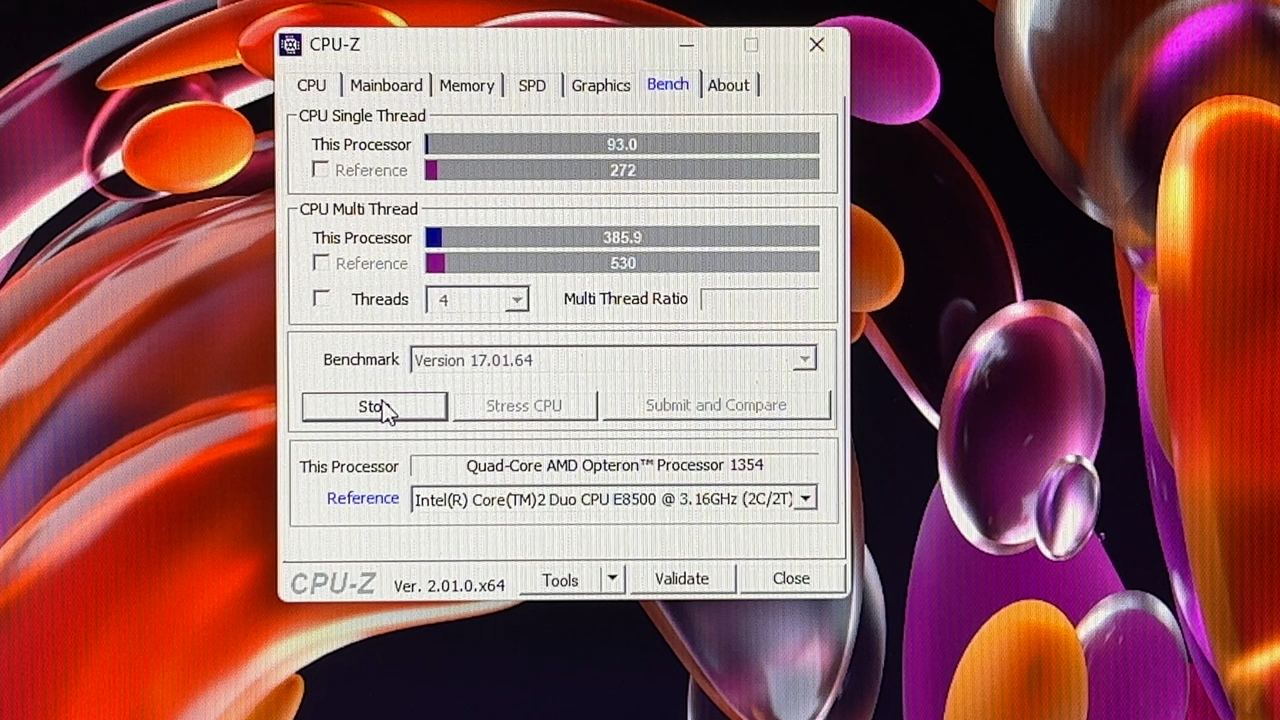 CPU-Z
CPU Mainboard Memory SPD Graphics Bench About
CPU Single Thread
This Processor 93.0
Reference 272
CPU Multi Thread
This Processor 385.9
Reference 530
Threads 4 Multi Thread Ratio
Benchmark Version 17.01.64
Sto Stress CPU Submit and Compare
This Processor Quad-Core AMD Opteron™ Processor 1354
Reference Intel(R) Core(TM)2 Duo CPU E8500 @ 3.16GHz (2C/2T)
CPU-Z Ver. 2.01.0.x64 Tools Validate Close